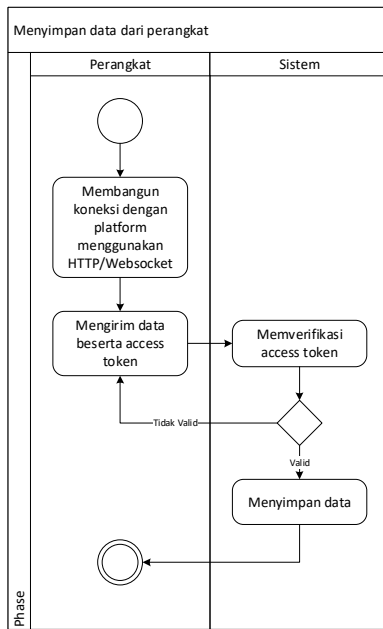 Menyimpan data dari perangkat
Perangkat
Sistem
Membangun
koneksi dengan
platform
menggunakan
HTTP/Websocket
Mengirim data
beserta access
token
Memverifikasi
access token
Tidak Valid
Valid
Menyimpan data
Phase